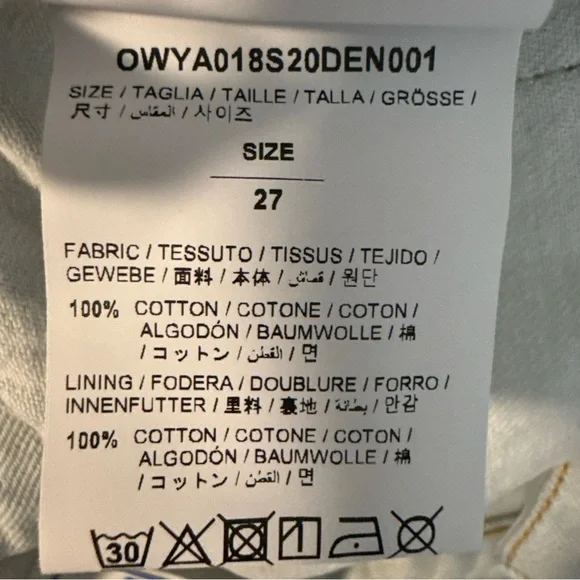 OWYA018S20DEN001
SIZE / TAGLIA / TAILLE / TALLA / GRÖSSE /
尺寸 / المقاس / 사이즈
SIZE
27
FABRIC / TESSUTO / TISSUS / TEJIDO /
GEWEBE / 面料 / 本体 / قماش / 원단
100% COTTON / COTONE / COTON /
ALGODÓN / BAUMWOLLE / 棉
/ コットン / القطن / 면
LINING / FODERA / DOUBLURE / FORRO /
INNENFUTTER / 里料 / 裏地 / بطانة / 안감
100% COTTON / COTONE / COTON /
ALGODÓN / BAUMWOLLE / 棉
/ コットン / القطن / 면
30